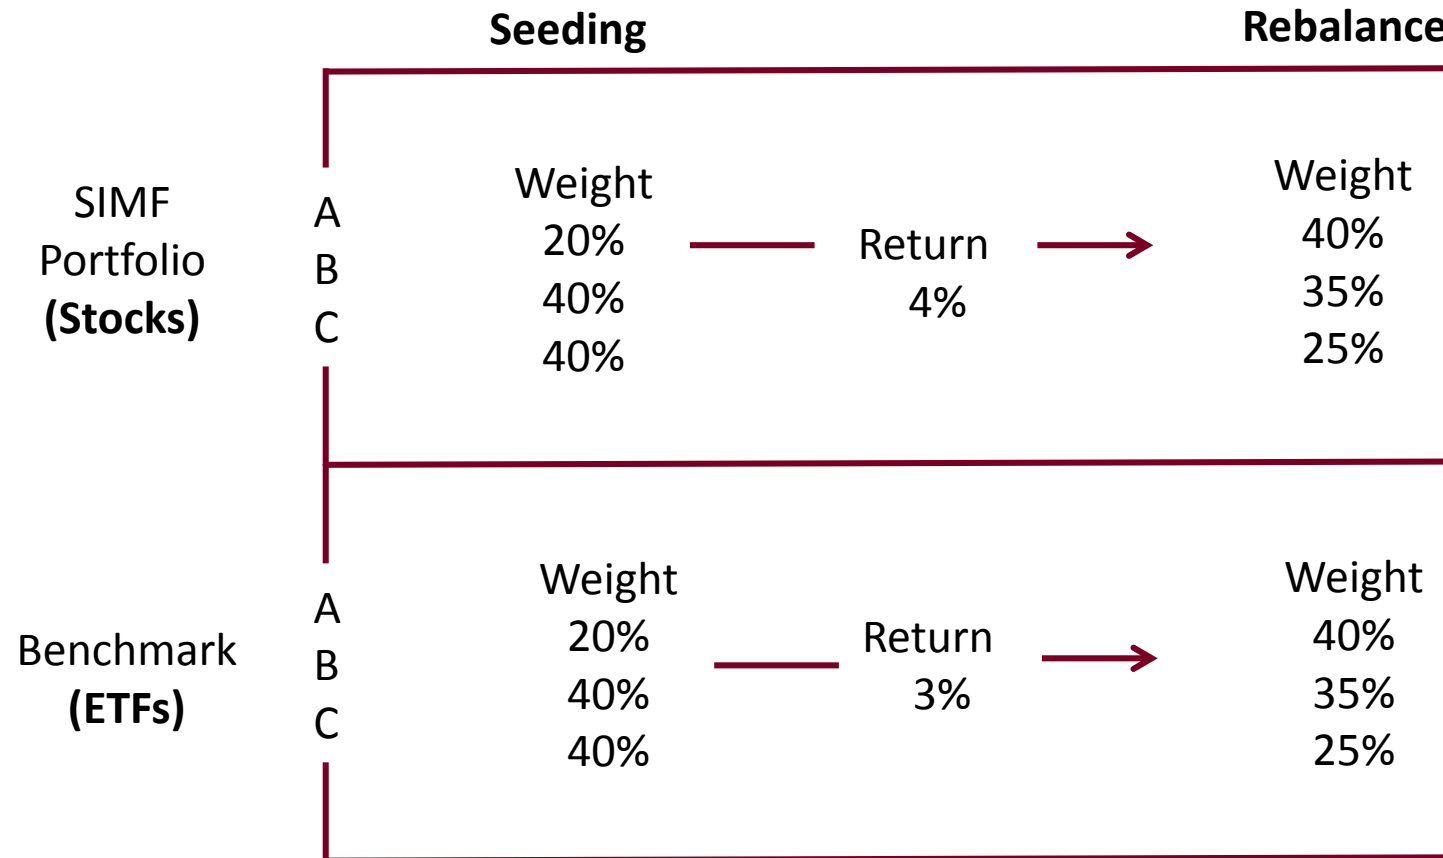 Seeding
Rebalance
SIMF
Portfolio
(Stocks)
A
B
C
Weight
20%
40%
40%
Return
4%
Weight
40%
35%
25%
Benchmark
(ETFs)
A
B
C
Weight
20%
40%
40%
Return
3%
Weight
40%
35%
25%